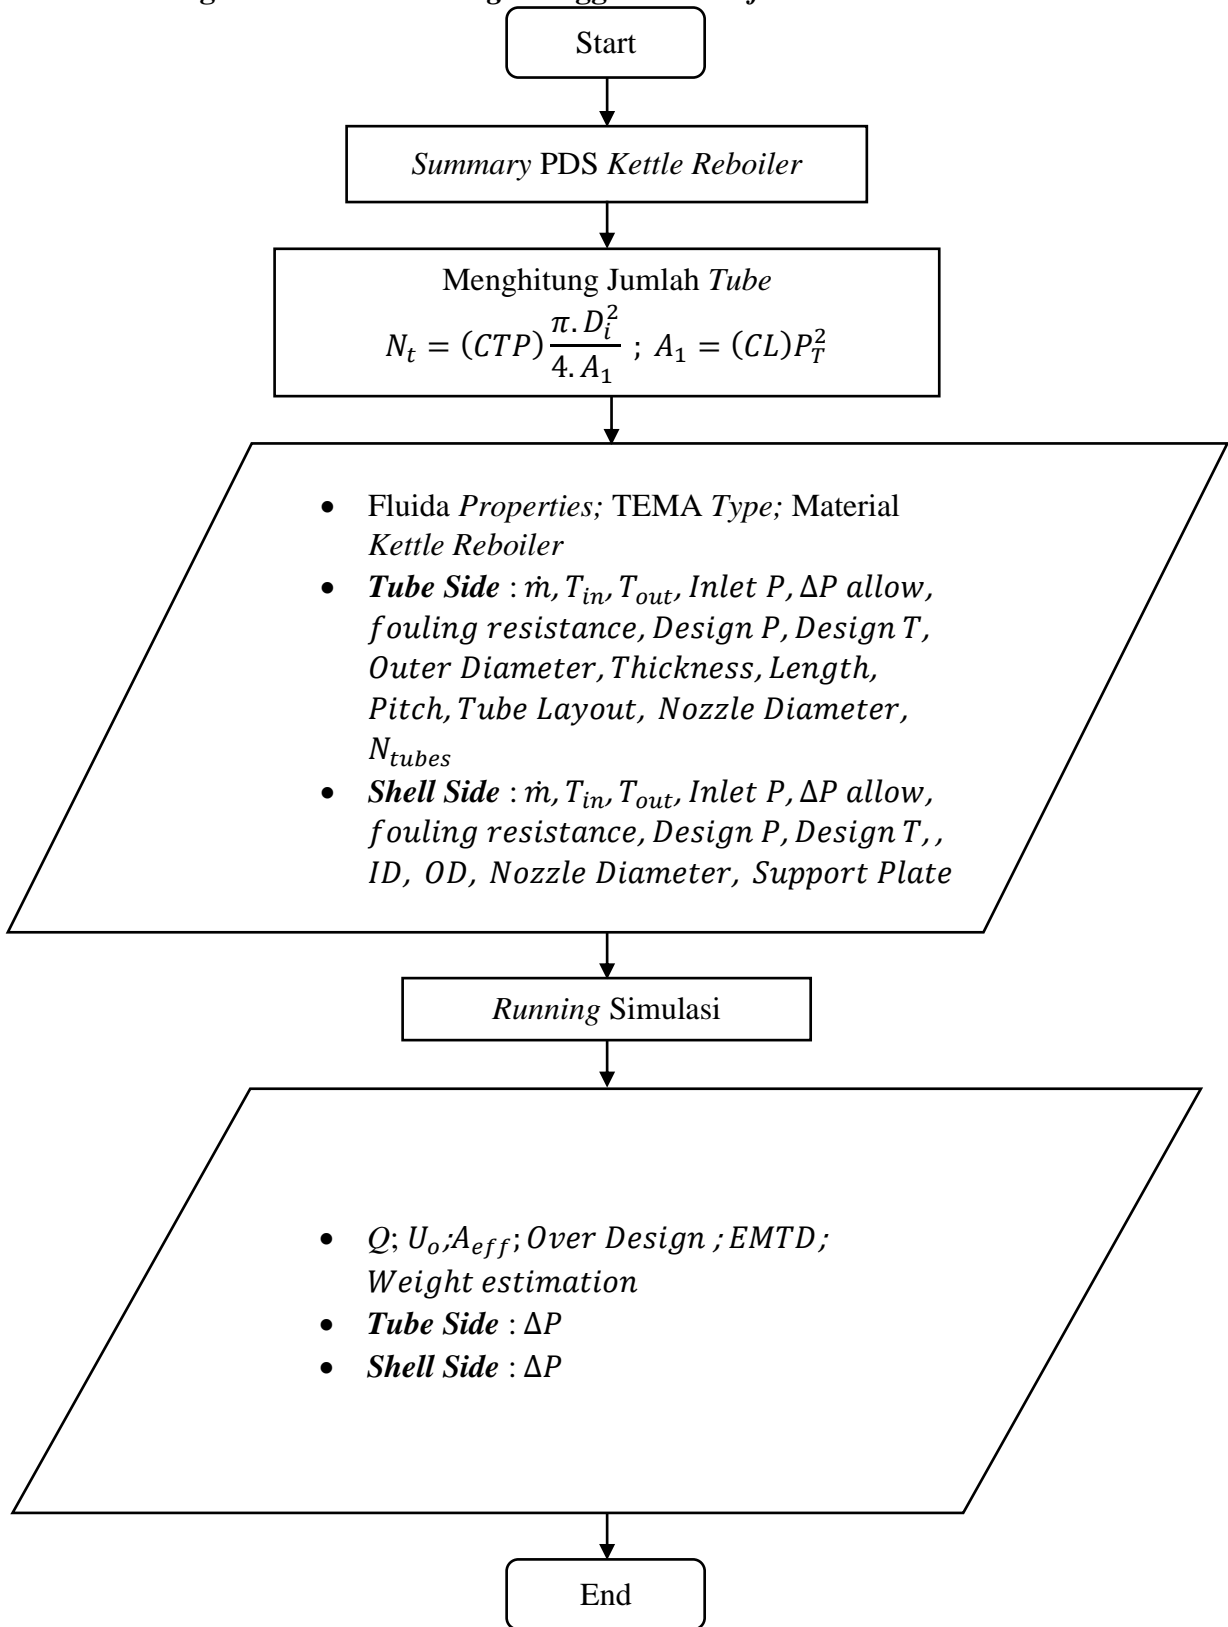 Start
Summary PDS Kettle Reboiler
Menghitung Jumlah Tube
N_t = (CTP) π. D_i^2 / 4. A_1 ; A_1 = (CL)P_T^2
• Fluida Properties; TEMA Type; Material
Kettle Reboiler
• Tube Side : ṁ, T_in, T_out, Inlet P, ΔP allow,
fouling resistance, Design P, Design T,
Outer Diameter, Thickness, Length,
Pitch, Tube Layout, Nozzle Diameter,
N_tubes
• Shell Side : ṁ, T_in, T_out, Inlet P, ΔP allow,
fouling resistance, Design P, Design T, ,
ID, OD, Nozzle Diameter, Support Plate
Running Simulasi
• Q; U_o;A_eff; Over Design ; EMTD;
Weight estimation
• Tube Side : ΔP
• Shell Side : ΔP
End